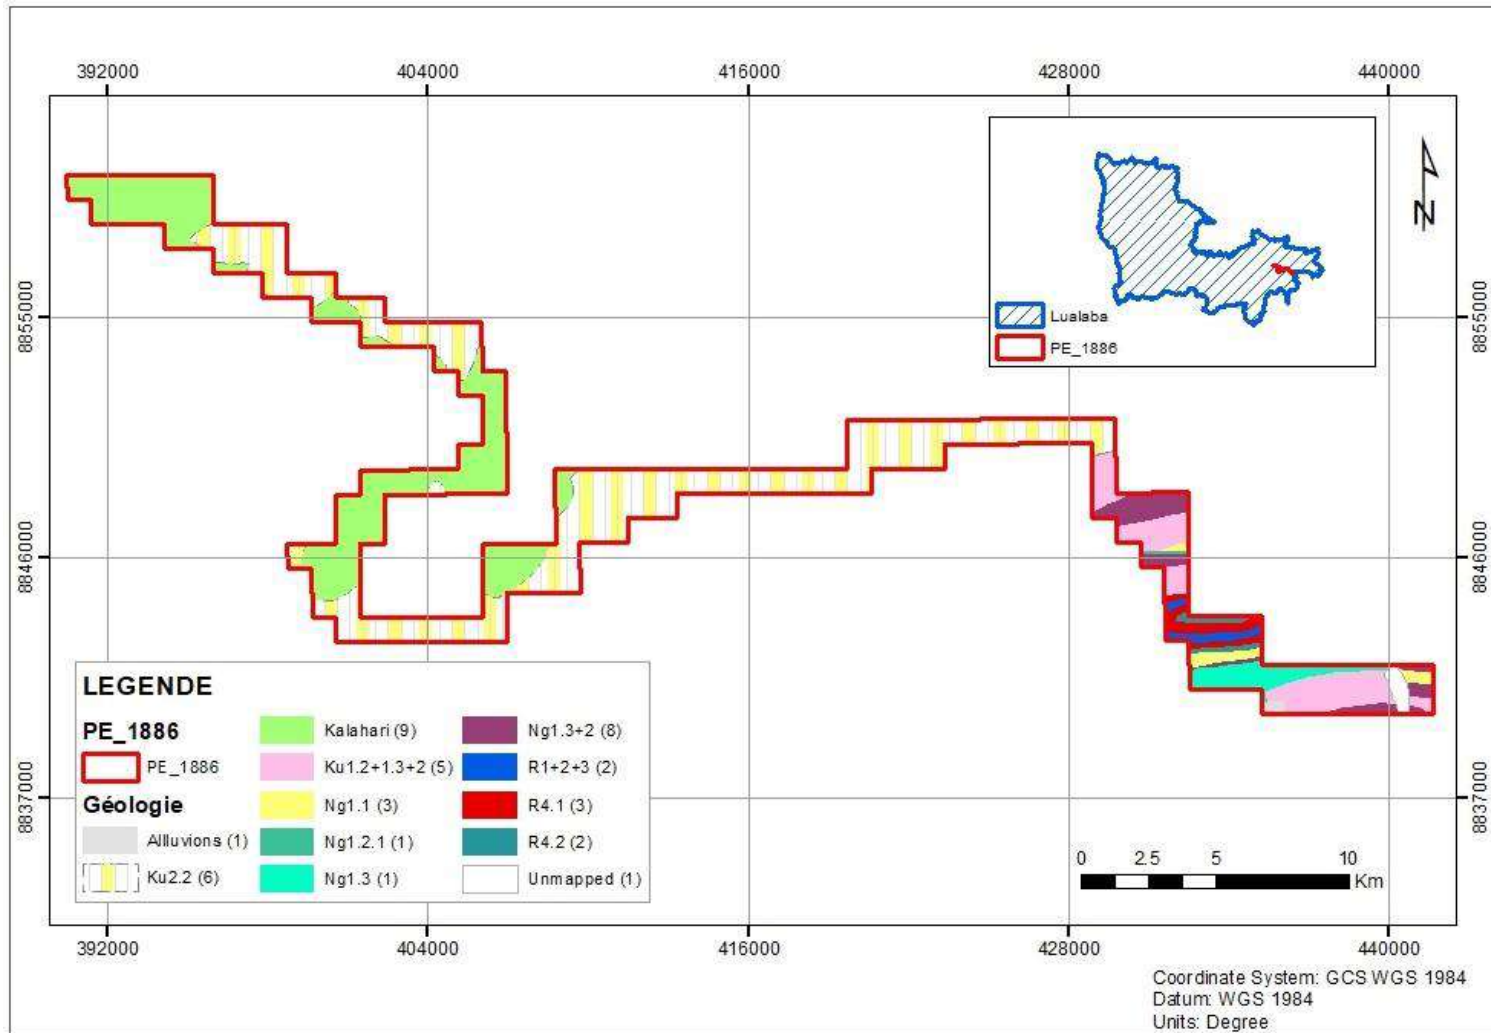 392000 404000 416000 428000 440000
Lualaba
PE_1886
N
8855000 8855000
8846000 8846000
8837000 8837000
LEGENDE
PE_1886
PE_1886
Géologie
Allluvions (1)
Ku2.2 (6)
Kalahari (9)
Ku1.2+1.3+2 (5)
Ng1.1 (3)
Ng1.2.1 (1)
Ng1.3 (1)
Ng1.3+2 (8)
R1+2+3 (2)
R4.1 (3)
R4.2 (2)
Unmapped (1)
0 2.5 5 10
Km
392000 404000 416000 428000 440000
Coordinate System: GCS WGS 1984
Datum: WGS 1984
Units: Degree